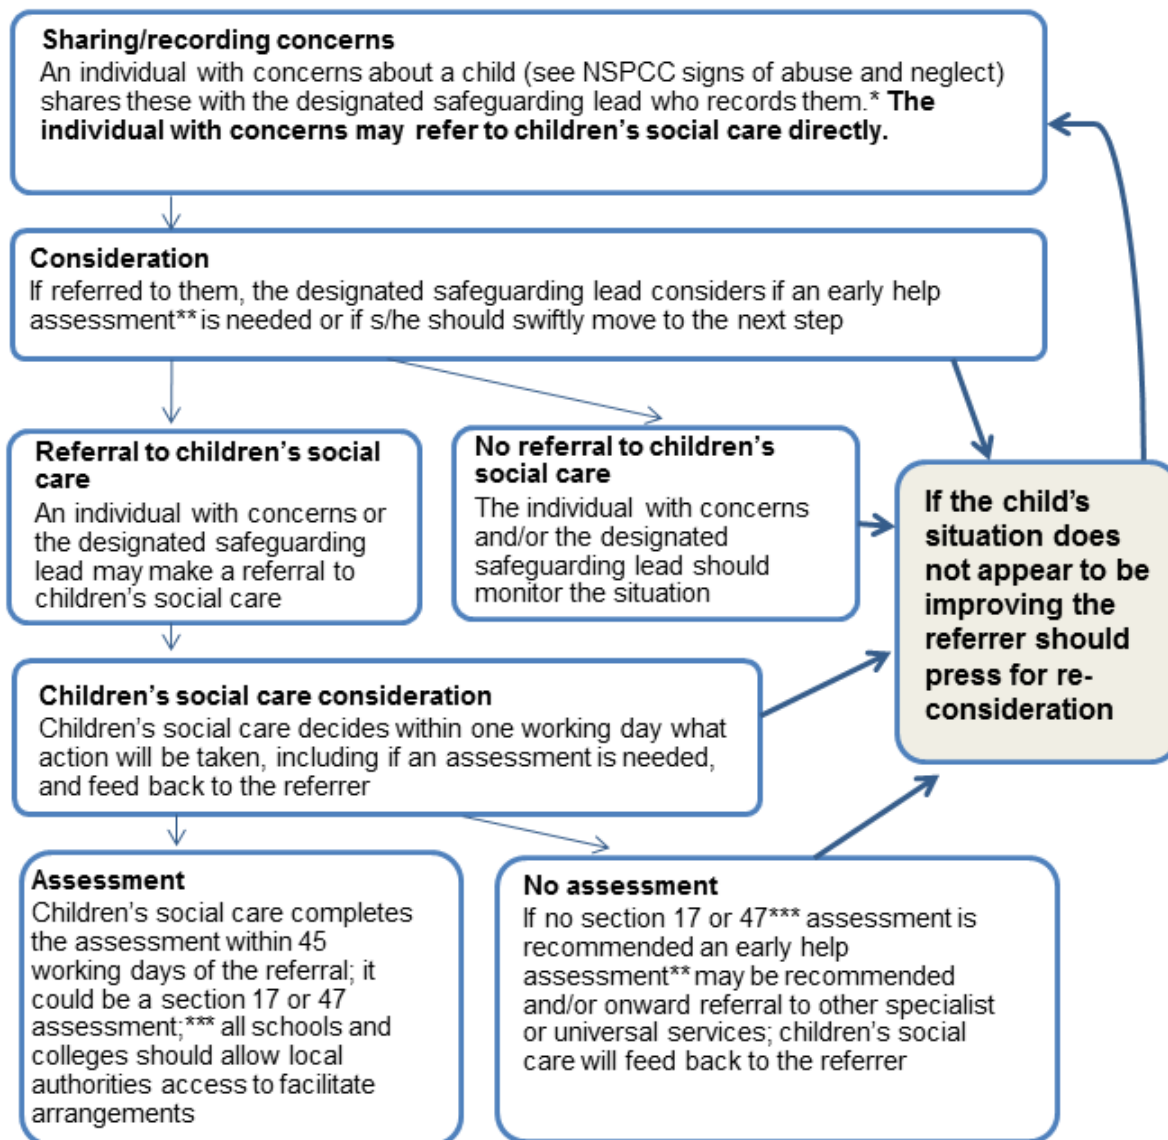 Sharing/recording concerns
An individual with concerns about a child (see NSPCC signs of abuse and neglect)
shares these with the designated safeguarding lead who records them.* The
individual with concerns may refer to children's social care directly.
Consideration
If referred to them, the designated safeguarding lead considers if an early help
assessment** is needed or if s/he should swiftly move to the next step
Referral to children's social
care
An individual with concerns or
the designated safeguarding
lead may make a referral to
children's social care
No referral to children's
social care
The individual with concerns
and/or the designated
safeguarding lead should
monitor the situation
If the child's
situation does
not appear to be
improving the
referrer should
press for re-
consideration
Children's social care consideration
Children's social care decides within one working day what
action will be taken, including if an assessment is needed,
and feed back to the referrer
Assessment
Children's social care completes
the assessment within 45
working days of the referral; it
could be a section 17 or 47
assessment;*** all schools and
colleges should allow local
authorities access to facilitate
arrangements
No assessment
If no section 17 or 47*** assessment is
recommended an early help
assessment** may be recommended
and/or onward referral to other specialist
or universal services; children's social
care will feed back to the referrer